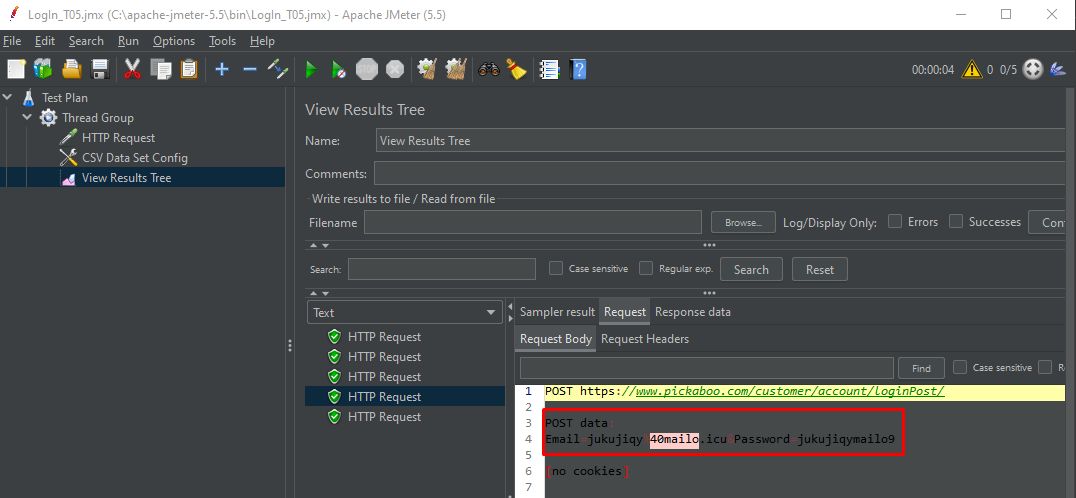 LogIn_T05.jmx (C:\apache-jmeter-5.5\bin\LogIn_T05.jmx) - Apache JMeter (5.5)
File Edit Search Run Options Tools Help
00:00:04 0 0/5
Test Plan
Thread Group
HTTP Request
CSV Data Set Config
View Results Tree
View Results Tree
Name: View Results Tree
Comments:
Write results to file / Read from file
Filename Browse... Log/Display Only: Errors Successes Con
Search: Case sensitive Regular exp. Search Reset
Text
HTTP Request
HTTP Request
HTTP Request
HTTP Request
HTTP Request
Sampler result Request Response data
Request Body Request Headers
Find Case sensitive Re
1 POST https://www.pickaboo.com/customer/account/loginPost/
2
3 POST data
4 Email=jukujiqy 40mailo.icu Password=jukujiqymailo9
5
6 [no cookies]
7